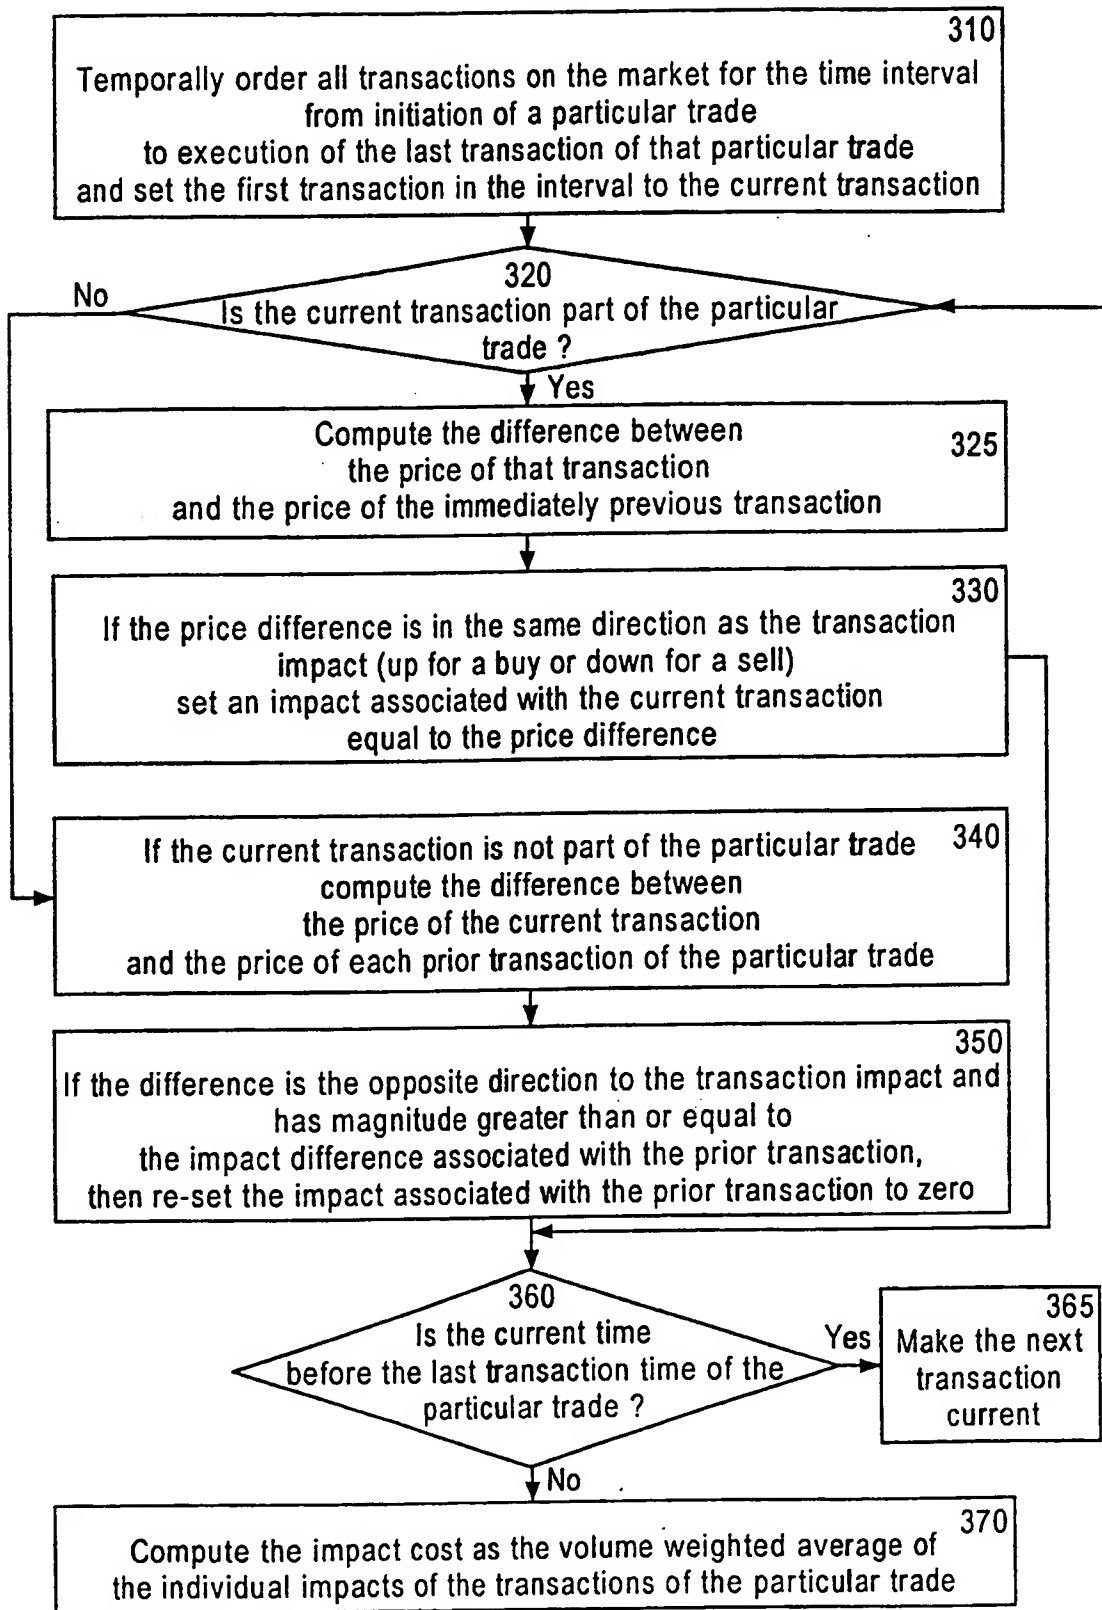 310
Temporally order all transactions on the market for the time interval
from initiation of a particular trade
to execution of the last transaction of that particular trade
and set the first transaction in the interval to the current transaction
No
320
Is the current transaction part of the particular
trade ?
Yes
Compute the difference between
325
the price of that transaction
and the price of the immediately previous transaction
330
If the price difference is in the same direction as the transaction
impact (up for a buy or down for a sell)
set an impact associated with the current transaction
equal to the price difference
If the current transaction is not part of the particular trade
340
compute the difference between
the price of the current transaction
and the price of each prior transaction of the particular trade
350
If the difference is the opposite direction to the transaction impact and
has magnitude greater than or equal to
the impact difference associated with the prior transaction,
then re-set the impact associated with the prior transaction to zero
360
Is the current time
before the last transaction time of the
particular trade ?
Yes
365
Make the next
transaction
current
No
370
Compute the impact cost as the volume weighted average of
the individual impacts of the transactions of the particular trade